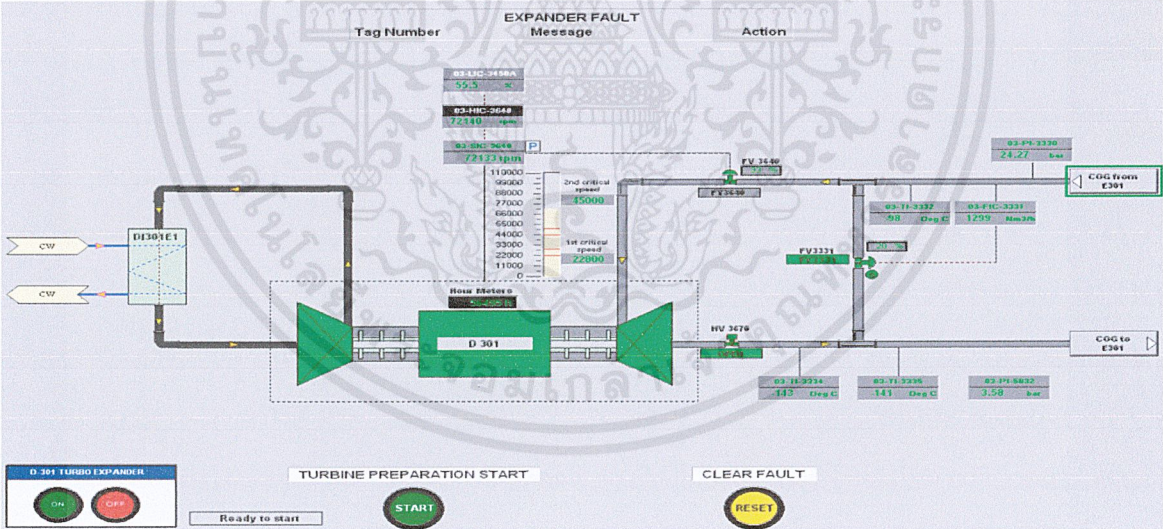 EXPANDER FAULT
Tag Number Message Action
03-LIC-3450A
55.5 %
03-HIC-3640
72140 rpm
03-SIC-3640 P
72133 rpm
03-PI-3330
24.27 bar
FV 3640
FV3640
COG from E301
110000
99000
88000
77000
66000
55000
44000
33000
22000
11000
0
2nd critical speed
45000
1st critical speed
22800
03-TI-3332
-98 Deg C
03-FIC-3331
1299 Nm3/h
CW
CW
D301E1
FV3331
Hour Meters
D 301
HV 3670
OPEN
COG to E301
03-TI-3334
-143 Deg C
03-TI-3335
-141 Deg C
03-PI-5032
3.58 bar
D-301 TURBO EXPANDER
ON OFF
Ready to start
TURBINE PREPARATION START
START
CLEAR FAULT
RESET